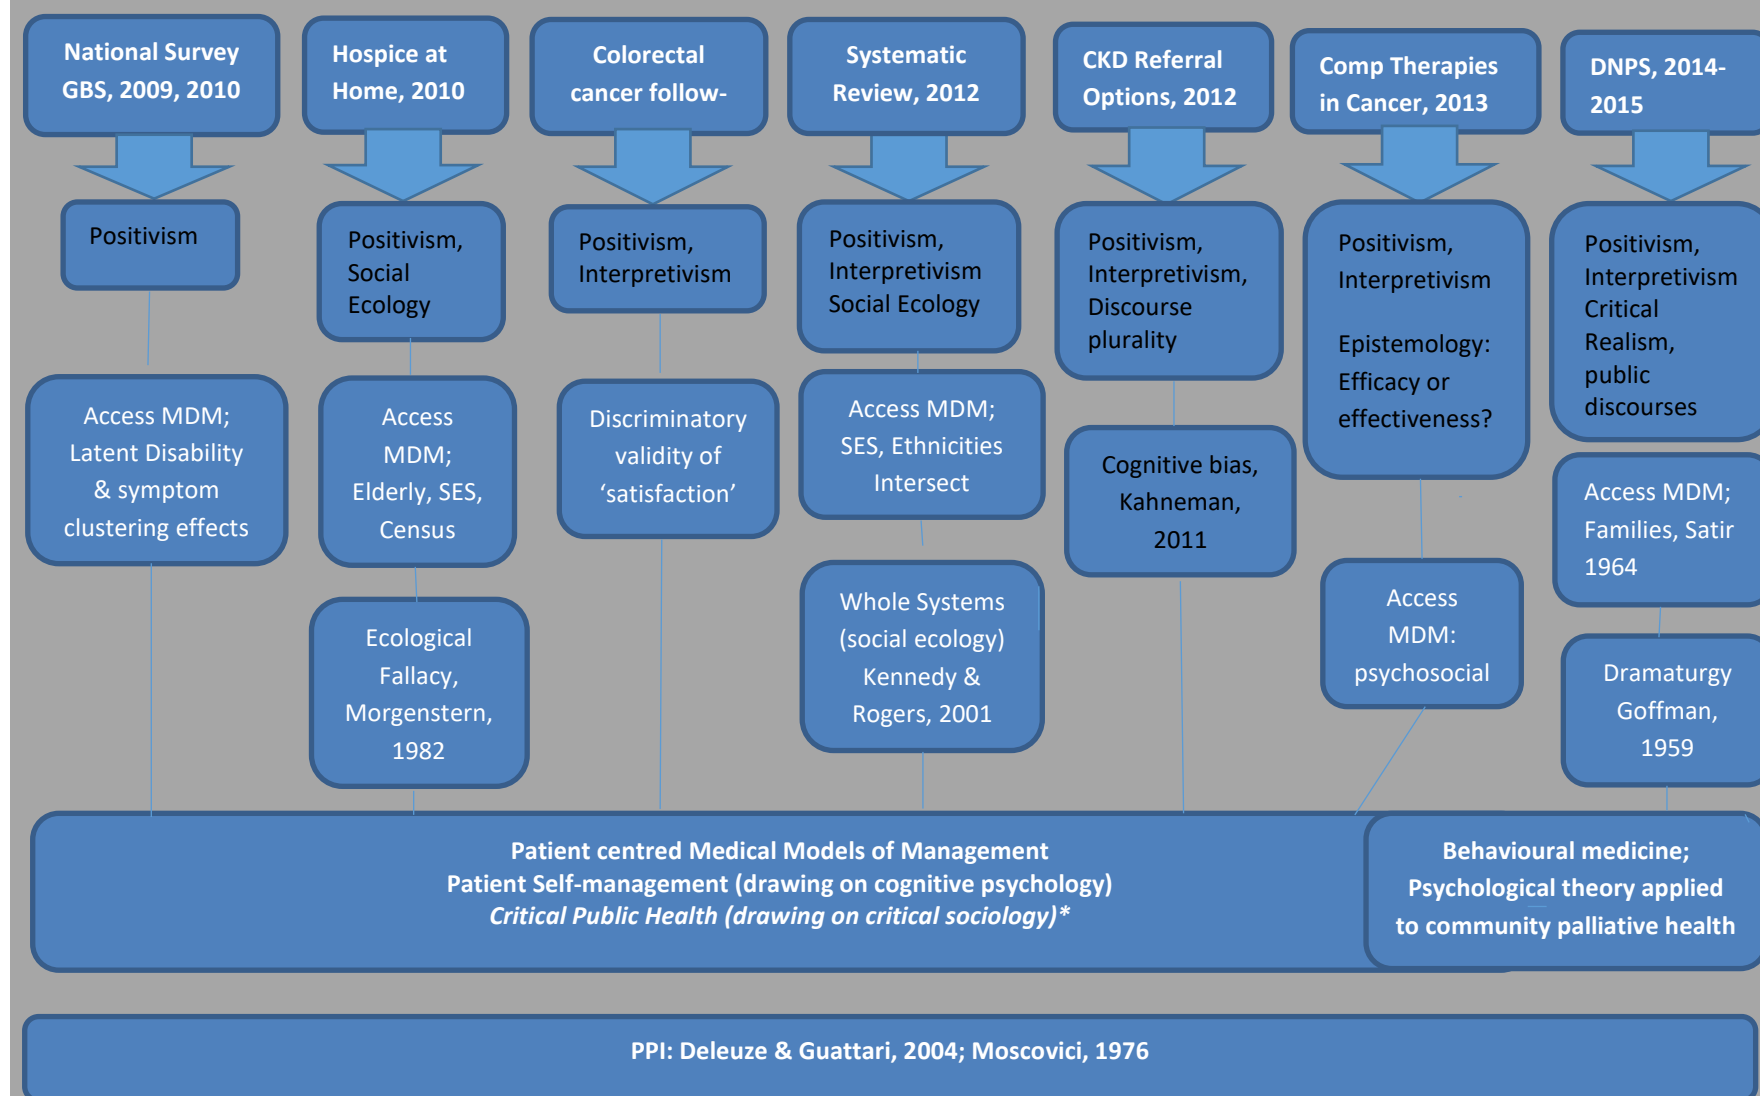 National Survey
GBS, 2009, 2010
Hospice at
Home, 2010
Colorectal
cancer follow-
Systematic
Review, 2012
CKD Referral
Options, 2012
Comp Therapies
in Cancer, 2013
DNPS, 2014-
2015
Positivism
Positivism,
Social
Ecology
Positivism,
Interpretivism
Positivism,
Interpretivism
Social Ecology
Positivism,
Interpretivism,
Discourse
plurality
Positivism,
Interpretivism
Epistemology:
Efficacy or
effectiveness?
Positivism,
Interpretivism
Critical
Realism,
public
discourses
Access MDM;
Latent Disability
& symptom
clustering effects
Access
MDM;
Elderly, SES,
Census
Discriminatory
validity of
‘satisfaction’
Access MDM;
SES, Ethnicities
Intersect
Cognitive bias,
Kahneman,
2011
Access
MDM:
psychosocial
Access MDM;
Families, Satir
1964
Ecological
Fallacy,
Morgenstern,
1982
Whole Systems
(social ecology)
Kennedy &
Rogers, 2001
Dramaturgy
Goffman,
1959
Patient centred Medical Models of Management
Patient Self-management (drawing on cognitive psychology)
Critical Public Health (drawing on critical sociology)*
Behavioural medicine;
Psychological theory applied
to community palliative health
PPI: Deleuze & Guattari, 2004; Moscovici, 1976